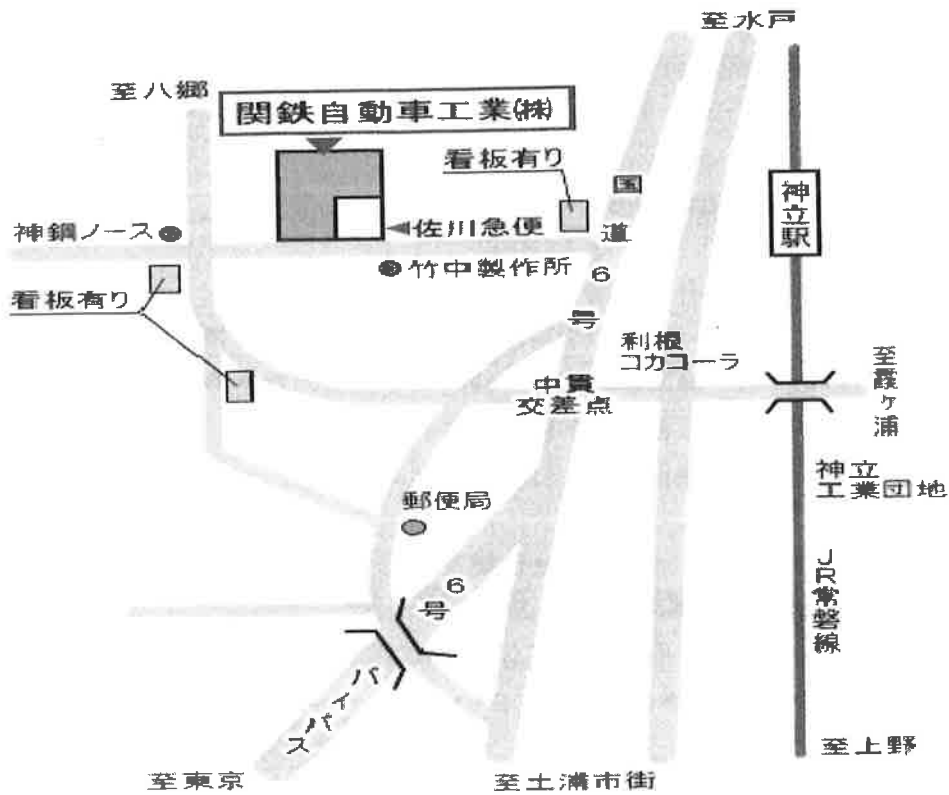 至水戸
至八郷
関鉄自動車工業(株)
看板有り
国道6号
神立駅
神鋼ノース
佐川急便
竹中製作所
看板有り
利根
コカコーラ
中貫
交差点
至霞ヶ浦
神立
工業団地
郵便局
6号
バイパス
JR常磐線
至上野
至東京
至土浦市街